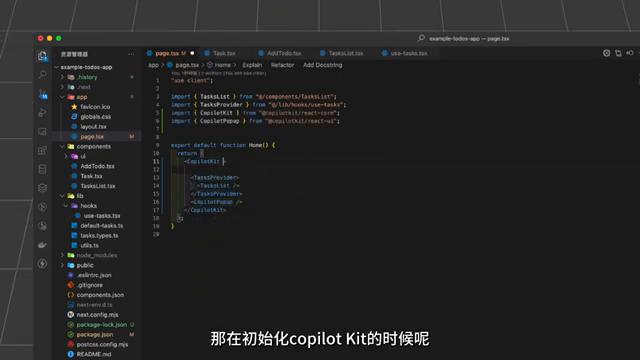 example-todos-app — page.tsx
资源管理器
page.tsx
Task.tsx
AddTodo.tsx
TasksList.tsx
use-tasks.tsx
example-todos-app
app > page.tsx > Home > Explain | Refactor | Add Docstring
.history
.next
app
favicon.ico
globals.css
layout.tsx
page.tsx M
components
ui
AddTodo.tsx
Task.tsx
TasksList.tsx
lib
hooks
use-tasks.tsx
default-tasks.ts
tasks.types.ts
utils.ts
node_modules
public
.eslintrc.json
.gitignore
components.json
next-env.d.ts
next.config.mjs
package-lock.json M
package.json M
postcss.config.mjs
README.md
1 "use client";
2
3 import { TasksList } from "@/components/TasksList";
4 import { TasksProvider } from "@/lib/hooks/use-tasks";
5 import { CopilotKit } from "@copilotkit/react-core";
6 import { CopilotPopup } from "@copilotkit/react-ui";
7
8
9 export default function Home() {
10 return (
11 <CopilotKit >
12
13 <TasksProvider>
14 <TasksList />
15 </TasksProvider>
16 <CopilotPopup />
17 </CopilotKit>
18 );
19 }
20
那在初始化copilot Kit的时候呢